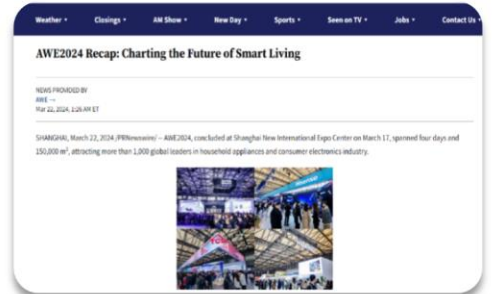 Weather
Closings
AM Show
New Day
Sports
Seen on TV
Jobs
Contact Us
AWE2024 Recap: Charting the Future of Smart Living
NEWS PROVIDED BY
AWE →
Mar 22, 2024, 1:26 AM ET
SHANGHAI, March 22, 2024 /PRNewswire/ -- AWE2024, concluded at Shanghai New International Expo Center on March 17, spanned four days and
150,000 m², attracting more than 1,000 global leaders in household appliances and consumer electronics industry.